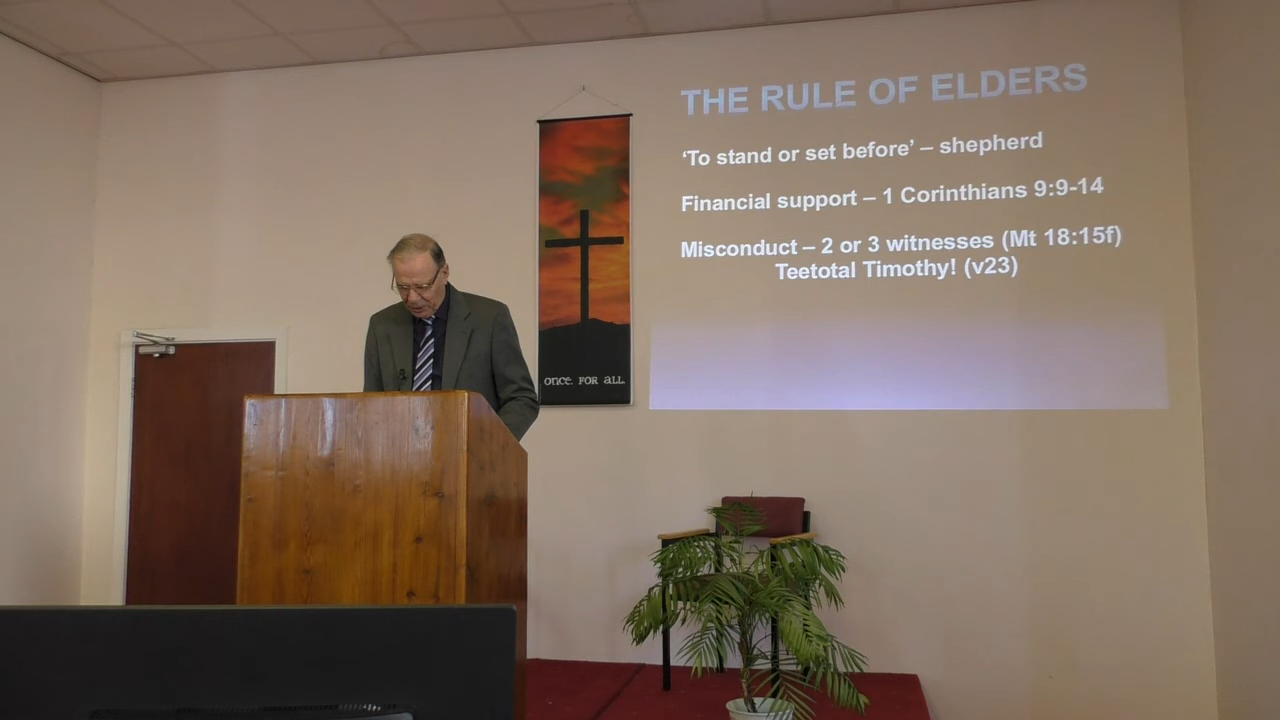 THE RULE OF ELDERS
‘To stand or set before’ – shepherd
Financial support – 1 Corinthians 9:9-14
Misconduct – 2 or 3 witnesses (Mt 18:15f)
Teetotal Timothy! (v23)
once. FOR all.